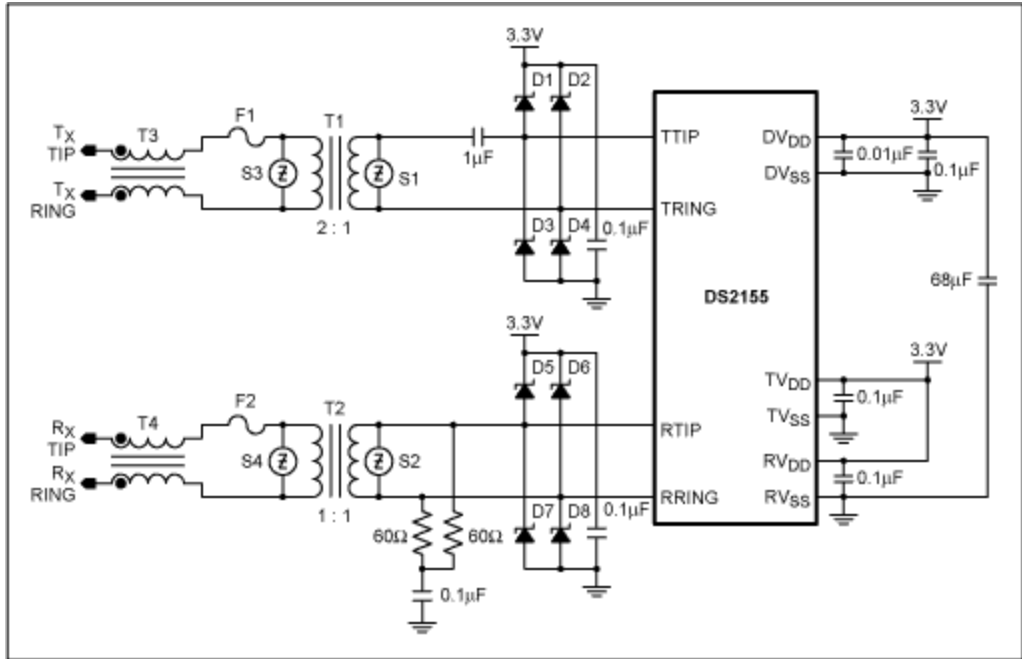 3.3V
D1 D2
F1
T1
T3
TX
TIP
S3
S1
1µF
TX
RING
2 : 1
D3 D4
0.1µF
TTIP
TRING
DS2155
DVDD
DVSS
3.3V
0.01µF
0.1µF
68µF
3.3V
TVDD
0.1µF
TVSS
RVDD
0.1µF
RVSS
3.3V
D5 D6
F2
T2
T4
RX
TIP
S4
S2
RX
RING
1 : 1
RTIP
RRING
D7 D8
0.1µF
60Ω
60Ω
0.1µF